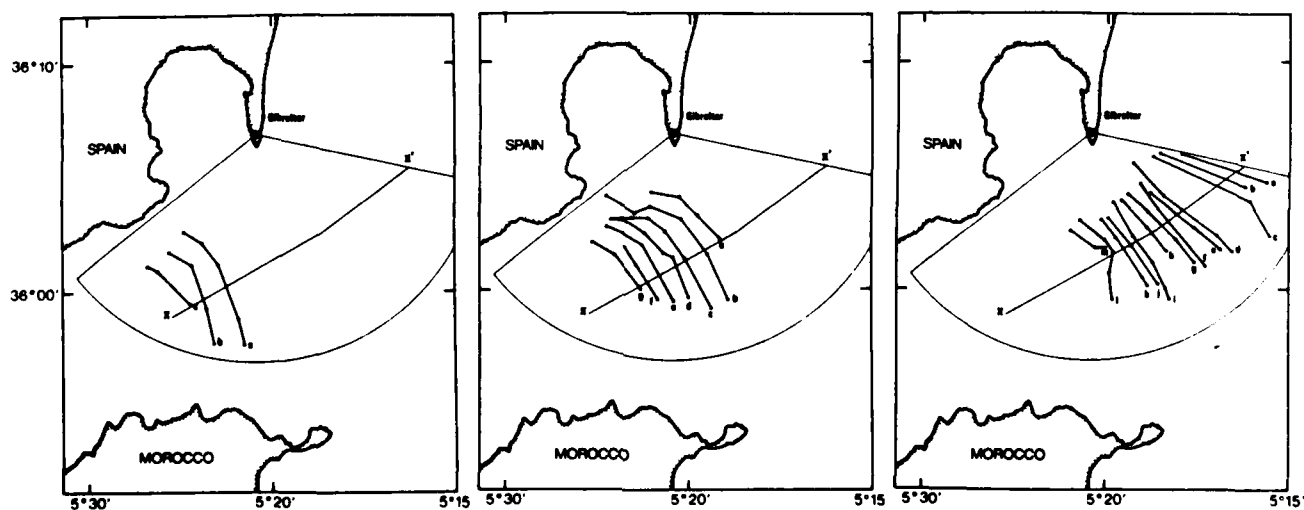 36°10'
36°00'
SPAIN
Gibraltar
X'
X
b
a
MOROCCO
5°30'
5°20'
5°15
SPAIN
Gibraltar
X'
X
a
g
f
e
d
c
b
MOROCCO
5°30'
5°20'
5°15
SPAIN
Gibraltar
X'
X
a
b
c
d
e
f
g
h
i
j
k
l
MOROCCO
5°30'
5°20'
5°15'